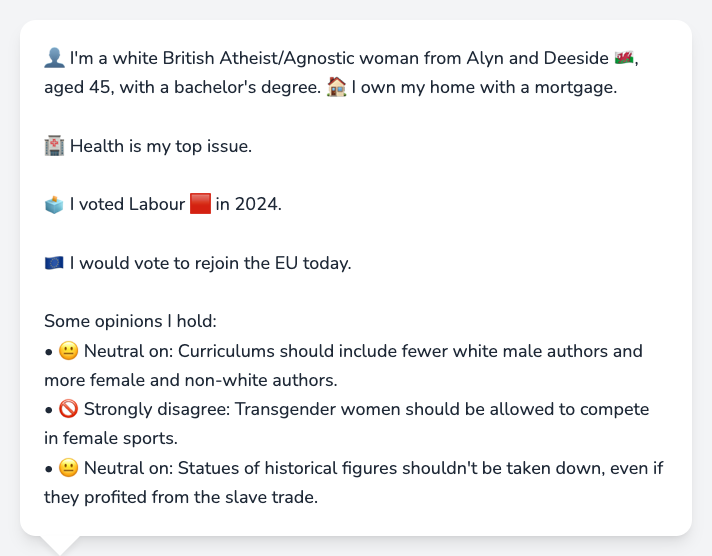 👤 I'm a white British Atheist/Agnostic woman from Alyn and Deeside 🏴󠁧󠁢󠁷󠁬󠁳󠁿,
aged 45, with a bachelor's degree. 🏠 I own my home with a mortgage.
🏥 Health is my top issue.
🗳️ I voted Labour 🟥 in 2024.
🇪🇺 I would vote to rejoin the EU today.
Some opinions I hold:
• 😐 Neutral on: Curriculums should include fewer white male authors and
more female and non-white authors.
• 🚫 Strongly disagree: Transgender women should be allowed to compete
in female sports.
• 😐 Neutral on: Statues of historical figures shouldn't be taken down, even if
they profited from the slave trade.